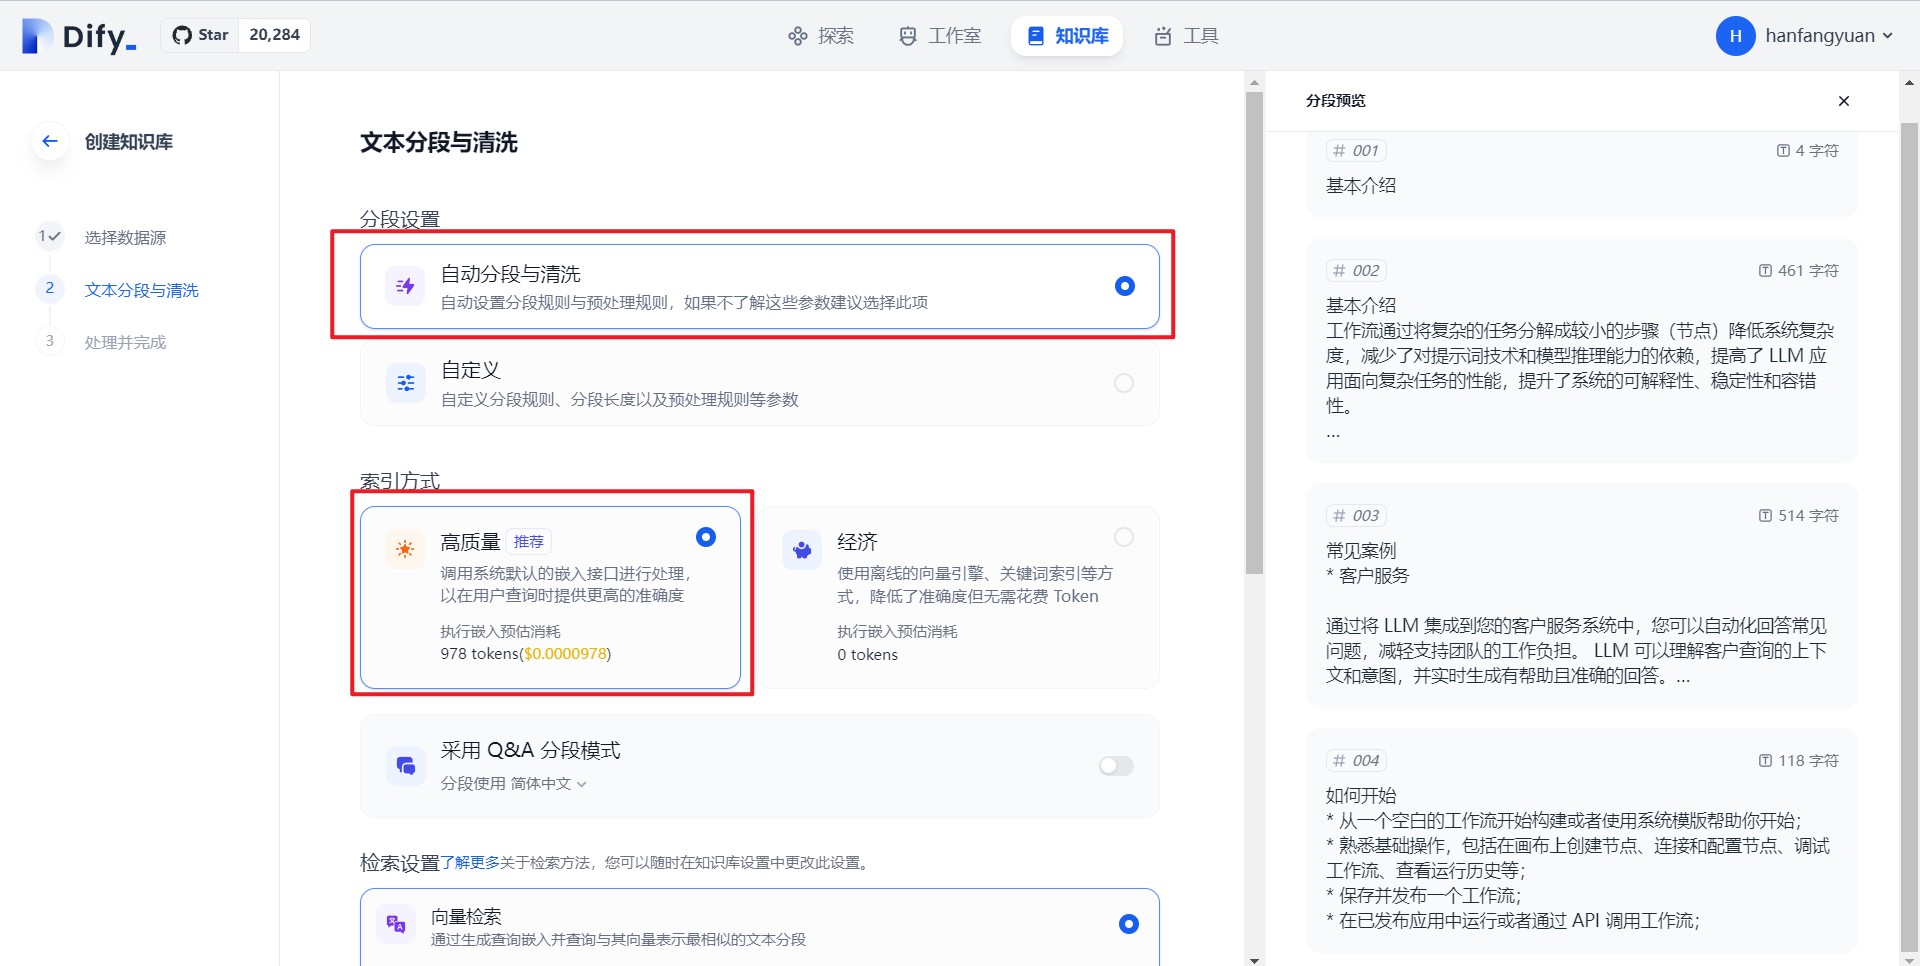 Dify_
Star 20,284
探索
工作室
知识库
工具
H hanfangyuan
创建知识库
1 选择数据源
2 文本分段与清洗
3 处理并完成
文本分段与清洗
分段设置
自动分段与清洗
自动设置分段规则与预处理规则，如果不了解这些参数建议选择此项
自定义
自定义分段规则、分段长度以及预处理规则等参数
索引方式
高质量 推荐
调用系统默认的嵌入接口进行处理，
以在用户查询时提供更高的准确度
执行嵌入预估消耗
978 tokens($0.0000978)
经济
使用离线的向量引擎、关键词索引等方
式，降低了准确度但无需花费 Token
执行嵌入预估消耗
0 tokens
采用 Q&A 分段模式
分段使用 简体中文
检索设置
了解更多关于检索方法，您可以随时在知识库设置中更改此设置。
向量检索
通过生成查询嵌入并查询与其向量表示最相似的文本分段
分段预览
# 001 4 字符
基本介绍
# 002 461 字符
基本介绍
工作流通过将复杂的任务分解成较小的步骤（节点）降低系统复杂
度，减少了对提示词技术和模型推理能力的依赖，提高了 LLM 应
用面向复杂任务的性能，提升了系统的可解释性、稳定性和容错
性。
...
# 003 514 字符
常见案例
* 客户服务
通过将 LLM 集成到您的客户服务系统中，您可以自动化回答常见
问题，减轻支持团队的工作负担。 LLM 可以理解客户查询的上下
文和意图，并实时生成有帮助且准确的回答。...
# 004 118 字符
如何开始
* 从一个空白的工作流开始构建或者使用系统模版帮助你开始；
* 熟悉基础操作，包括在画布上创建节点、连接和配置节点、调试
工作流、查看运行历史等；
* 保存并发布一个工作流；
* 在已发布应用中运行或者通过 API 调用工作流；